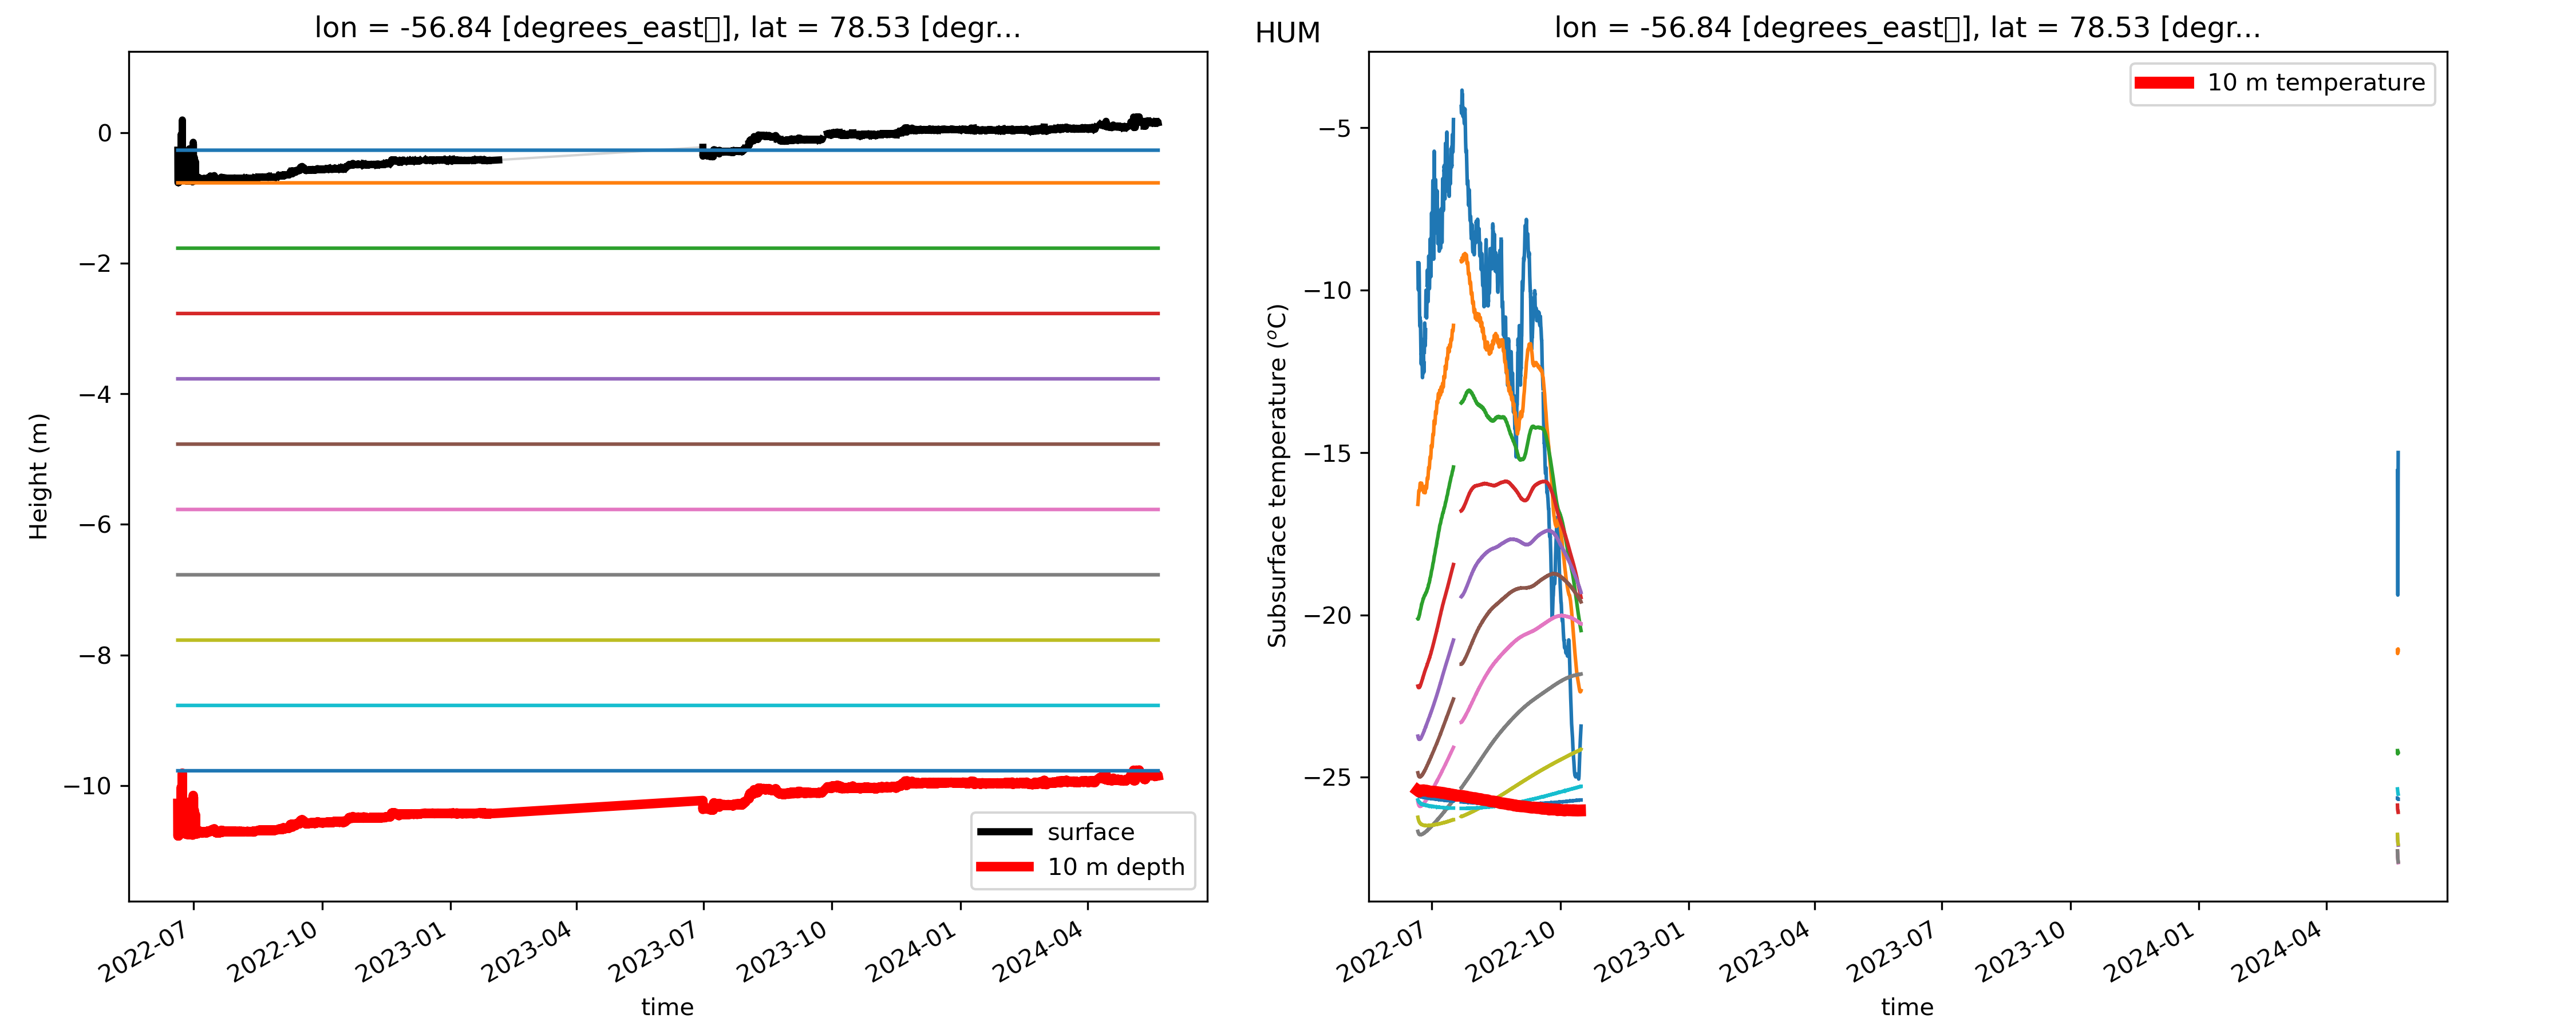 lon = -56.84 [degrees_east▯], lat = 78.53 [degr...
Height (m)
0
−2
−4
−6
−8
−10
surface
10 m depth
2022-07
2022-10
2023-01
2023-04
2023-07
2023-10
2024-01
2024-04
time
HUM
lon = -56.84 [degrees_east▯], lat = 78.53 [degr...
10 m temperature
Subsurface temperature (°C)
−5
−10
−15
−20
−25
2022-07
2022-10
2023-01
2023-04
2023-07
2023-10
2024-01
2024-04
time